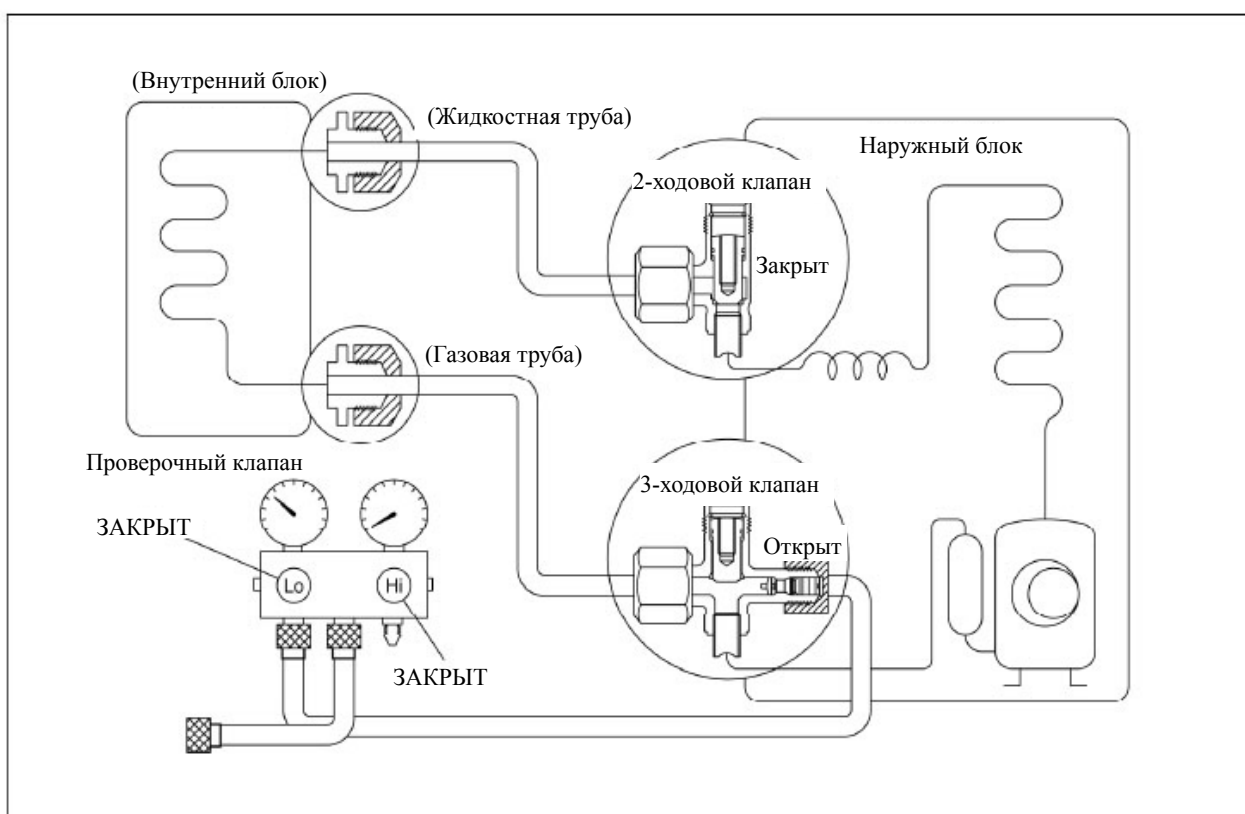 (Внутренний блок)
(Жидкостная труба)
Наружный блок
2-ходовой клапан
Закрыт
(Газовая труба)
Проверочный клапан
3-ходовой клапан
ЗАКРЫТ
Открыт
Lo
Hi
ЗАКРЫТ